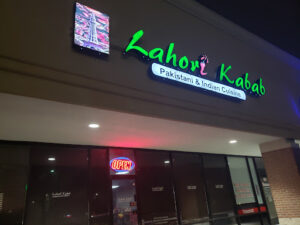 Lahori Kabab
Pakistani & Indian Cuisine
OPEN